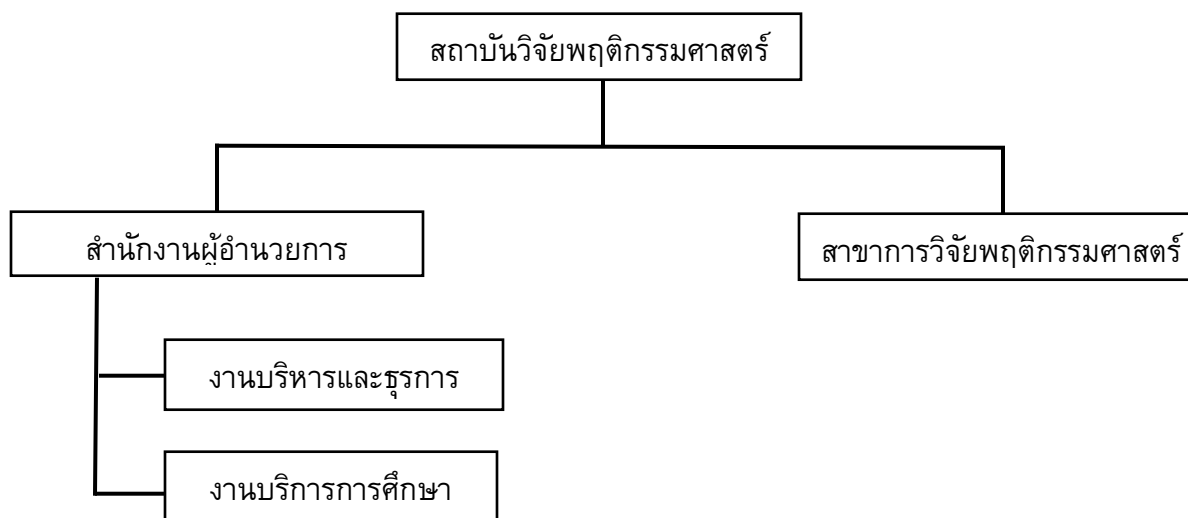 สถาบันวิจัยพฤติกรรมศาสตร์
สำนักงานผู้อำนวยการ
สาขาการวิจัยพฤติกรรมศาสตร์
งานบริหารและธุรการ
งานบริการการศึกษา